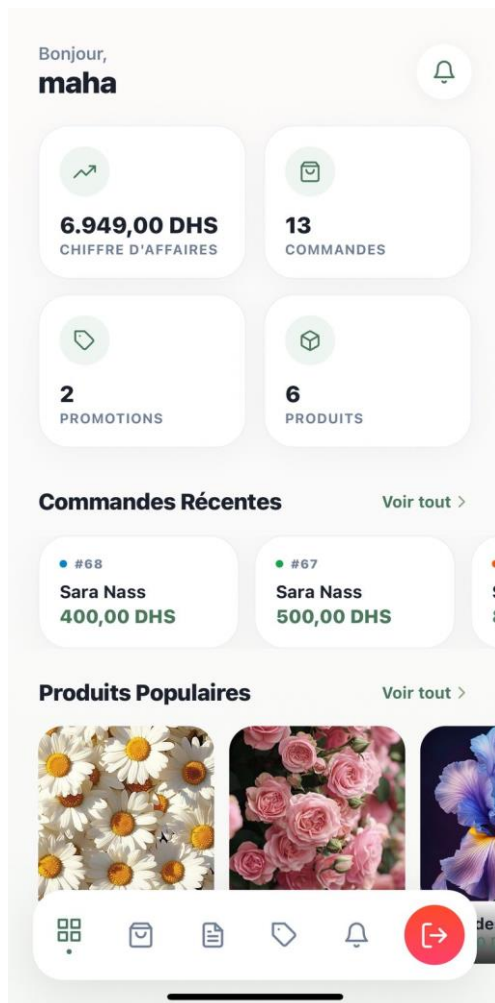 Bonjour,
maha
6.949,00 DHS
CHIFFRE D'AFFAIRES
13
COMMANDES
2
PROMOTIONS
6
PRODUITS
Commandes Récentes
Voir tout
#68
Sara Nass
400,00 DHS
#67
Sara Nass
500,00 DHS
Produits Populaires
Voir tout